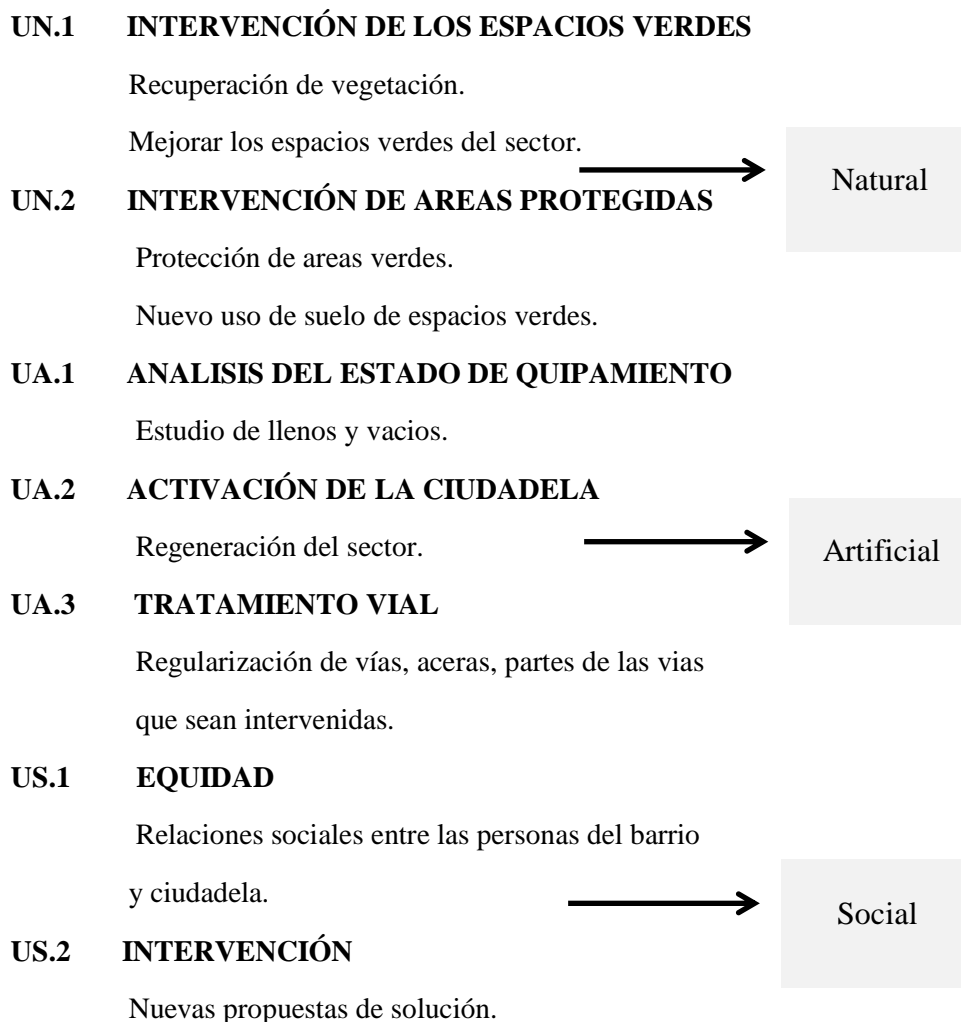 UN.1 INTERVENCIÓN DE LOS ESPACIOS VERDES
Recuperación de vegetación.
Mejorar los espacios verdes del sector.
Natural
UN.2 INTERVENCIÓN DE AREAS PROTEGIDAS
Protección de areas verdes.
Nuevo uso de suelo de espacios verdes.
UA.1 ANALISIS DEL ESTADO DE QUIPAMIENTO
Estudio de llenos y vacios.
UA.2 ACTIVACIÓN DE LA CIUDADELA
Regeneración del sector.
Artificial
UA.3 TRATAMIENTO VIAL
Regularización de vías, aceras, partes de las vias
que sean intervenidas.
US.1 EQUIDAD
Relaciones sociales entre las personas del barrio
y ciudadela.
Social
US.2 INTERVENCIÓN
Nuevas propuestas de solución.